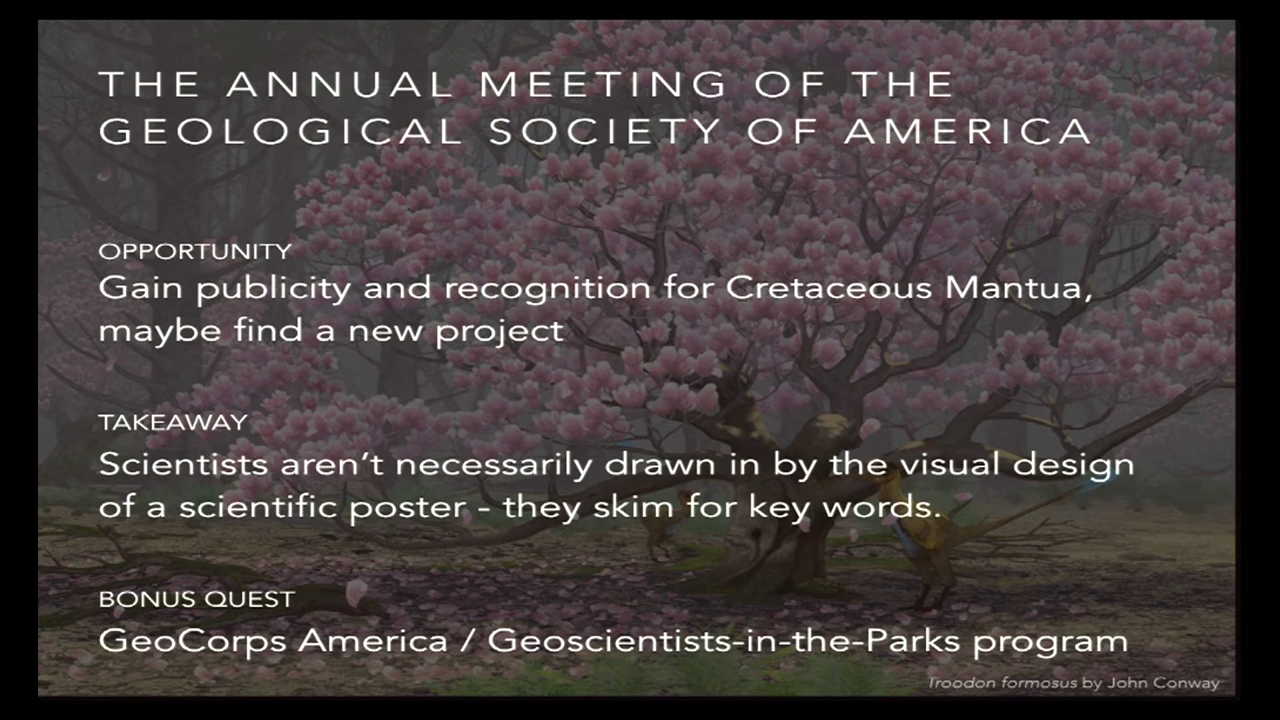 THE ANNUAL MEETING OF THE
GEOLOGICAL SOCIETY OF AMERICA
OPPORTUNITY
Gain publicity and recognition for Cretaceous Mantua,
maybe find a new project
TAKEAWAY
Scientists aren’t necessarily drawn in by the visual design
of a scientific poster - they skim for key words.
BONUS QUEST
GeoCorps America / Geoscientists-in-the-Parks program
Troodon formosus by John Conway